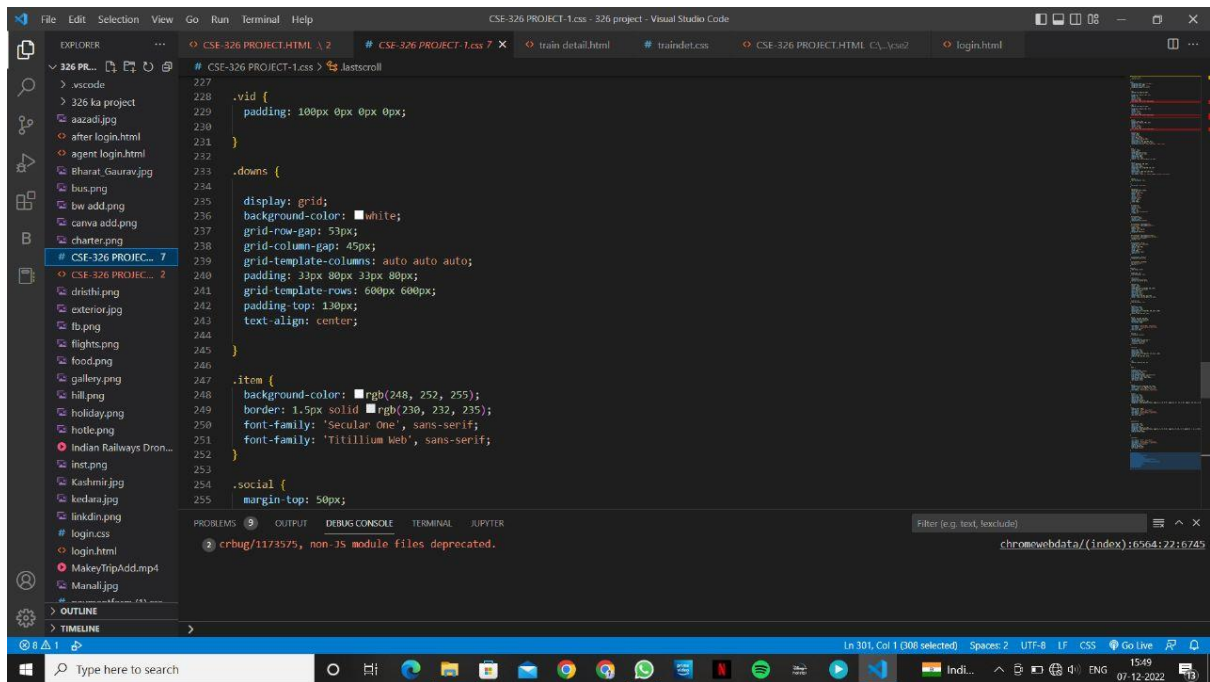 File Edit Selection View Go Run Terminal Help
CSE-326 PROJECT-1.css - 326 project - Visual Studio Code
EXPLORER ...
CSE-326 PROJECT.HTML .\ 2
# CSE-326 PROJECT-1.css 7 ×
train detail.html
# traindet.css
CSE-326 PROJECT.HTML C:\...\cse2
login.html
326 PR...
# CSE-326 PROJECT-1.css > .lastscroll
.vscode
326 ka project
aazadi.jpg
after login.html
agent login.html
Bharat_Gaurav.jpg
bus.png
bw add.png
canva add.png
charter.png
# CSE-326 PROJEC... 7
CSE-326 PROJEC... 2
dristhi.png
exterior.jpg
fb.png
flights.png
food.png
gallery.png
hill.png
holiday.png
hotle.png
Indian Railways Dron...
inst.png
Kashmir.jpg
kedara.jpg
linkdin.png
# login.css
login.html
MakeyTripAdd.mp4
Manali.jpg
OUTLINE
TIMELINE
227
228 .vid {
229 padding: 100px 0px 0px 0px;
230
231 }
232
233 .downs {
234
235 display: grid;
236 background-color: white;
237 grid-row-gap: 53px;
238 grid-column-gap: 45px;
239 grid-template-columns: auto auto auto;
240 padding: 33px 80px 33px 80px;
241 grid-template-rows: 600px 600px;
242 padding-top: 130px;
243 text-align: center;
244
245 }
246
247 .item {
248 background-color: rgb(248, 252, 255);
249 border: 1.5px solid rgb(230, 232, 235);
250 font-family: 'Secular One', sans-serif;
251 font-family: 'Titillium Web', sans-serif;
252 }
253
254 .social {
255 margin-top: 50px;
PROBLEMS 9 OUTPUT DEBUG CONSOLE TERMINAL JUPYTER
Filter (e.g. text, !exclude)
2 crbug/1173575, non-JS module files deprecated.
chromewebdata/(index):6564:22:6745
8 1
Ln 301, Col 1 (308 selected) Spaces: 2 UTF-8 LF CSS Go Live
Type here to search
Indi...
ENG
15:49
07-12-2022
13